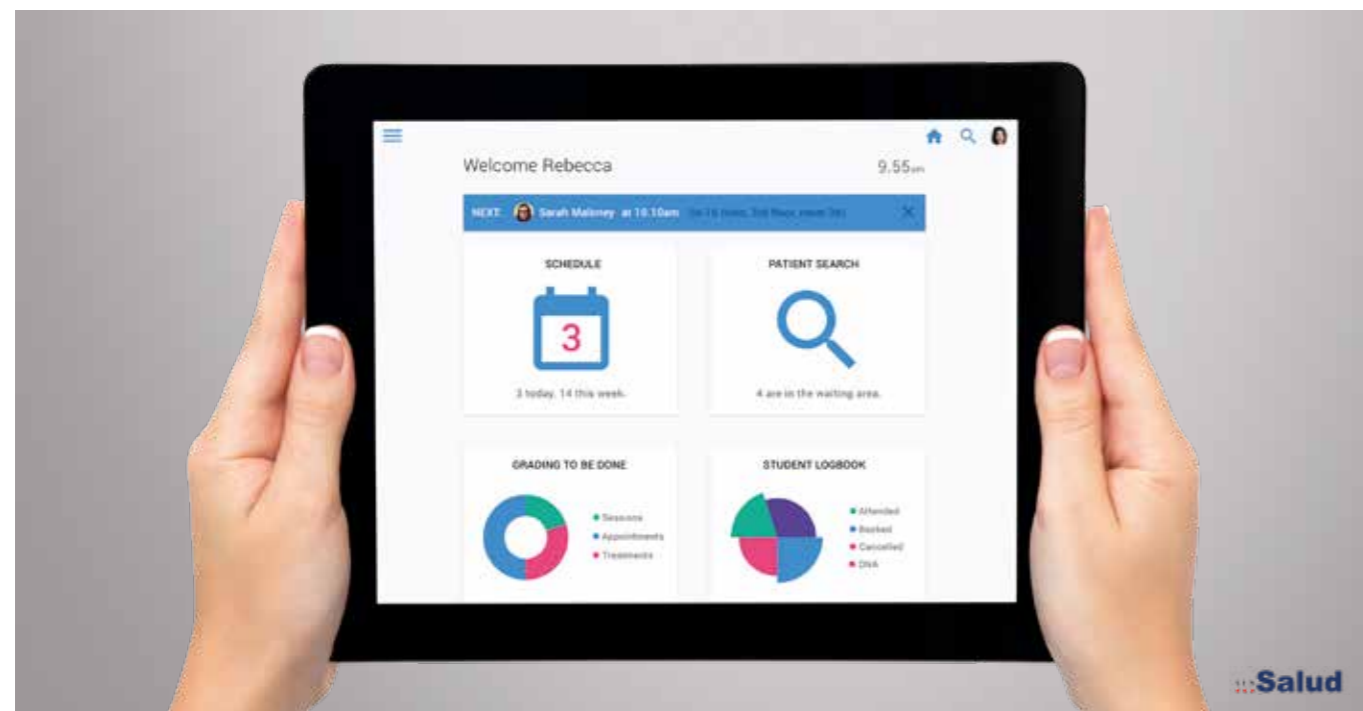 Welcome Rebecca
9.55am
NEXT: Sarah Maloney at 10.10am
SCHEDULE
PATIENT SEARCH
3
3 today, 14 this week.
4 are in the waiting area.
GRADING TO BE DONE
STUDENT LOGBOOK
Sessions
Appointments
Treatments
Attended
Booked
Cancelled
DNA
Salud